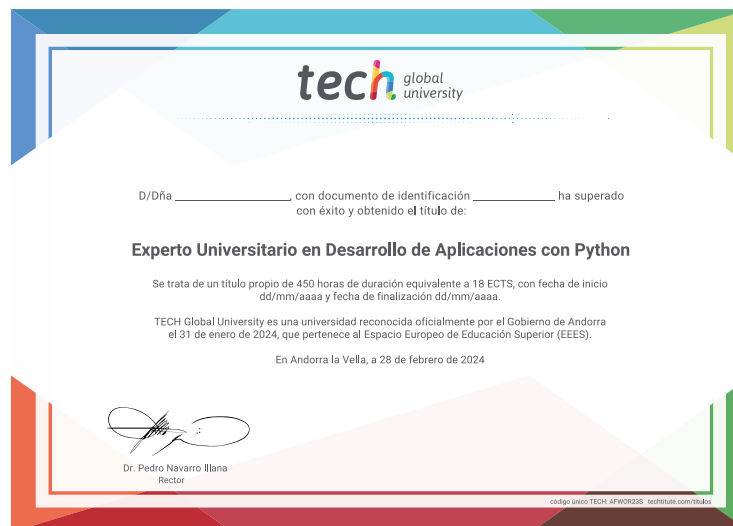 tech global university
D/Dña ____________, con documento de identificación ____________ ha superado
con éxito y obtenido el título de:
Experto Universitario en Desarrollo de Aplicaciones con Python
Se trata de un título propio de 450 horas de duración equivalente a 18 ECTS, con fecha de inicio
dd/mm/aaaa y fecha de finalización dd/mm/aaaa.
TECH Global University es una universidad reconocida oficialmente por el Gobierno de Andorra
el 31 de enero de 2024, que pertenece al Espacio Europeo de Educación Superior (EEES).
En Andorra la Vella, a 28 de febrero de 2024
Dr. Pedro Navarro Illana
Rector
código único TECH: AFWOR23S techtitute.com/titulos